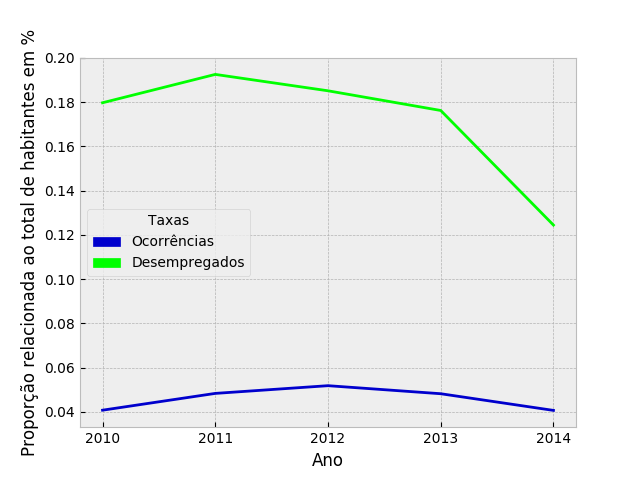 Proporção relacionada ao total de habitantes em %
0.20
0.18
0.16
0.14
0.12
0.10
0.08
0.06
0.04
Taxas
Ocorrências
Desempregados
2010 2011 2012 2013 2014
Ano